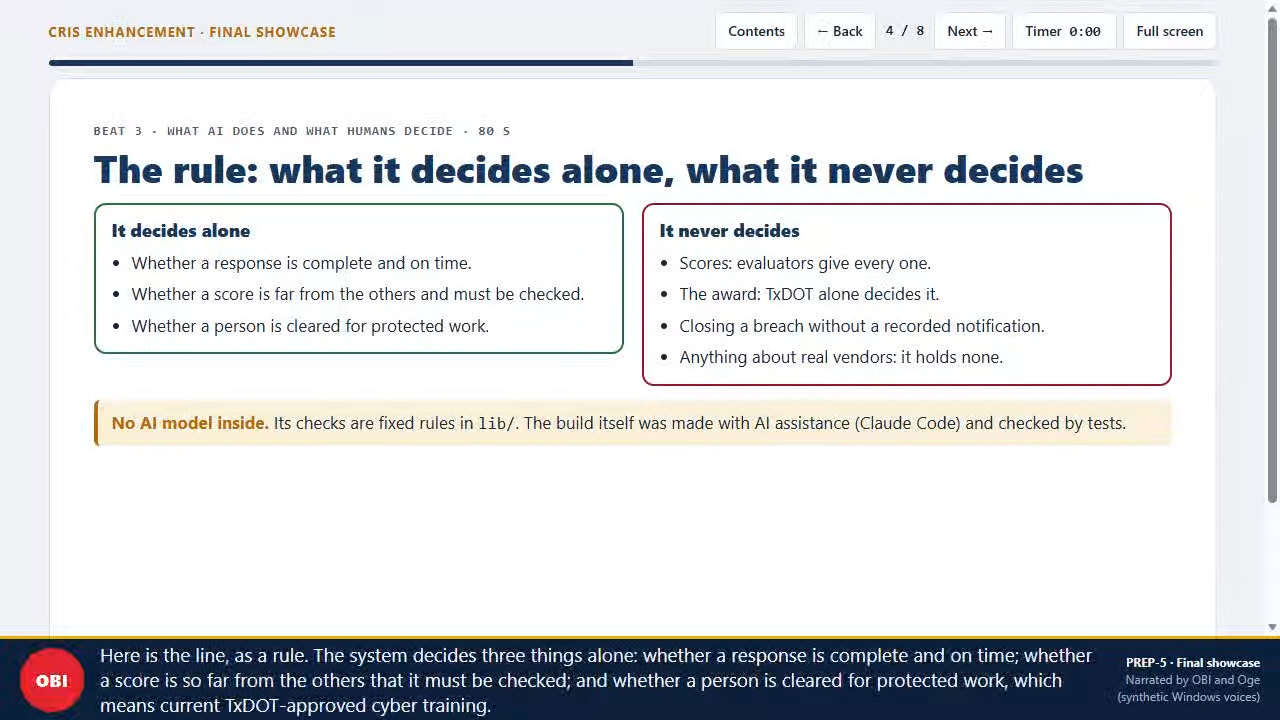 CRIS ENHANCEMENT · FINAL SHOWCASE
Contents
← Back
4 / 8
Next →
Timer 0:00
Full screen
BEAT 3 · WHAT AI DOES AND WHAT HUMANS DECIDE · 80 S
The rule: what it decides alone, what it never decides
It decides alone
• Whether a response is complete and on time.
• Whether a score is far from the others and must be checked.
• Whether a person is cleared for protected work.
It never decides
• Scores: evaluators give every one.
• The award: TxDOT alone decides it.
• Closing a breach without a recorded notification.
• Anything about real vendors: it holds none.
No AI model inside. Its checks are fixed rules in lib/. The build itself was made with AI assistance (Claude Code) and checked by tests.
OBI
Here is the line, as a rule. The system decides three things alone: whether a response is complete and on time; whether
a score is so far from the others that it must be checked; and whether a person is cleared for protected work, which
means current TxDOT-approved cyber training.
PREP-5 · Final showcase
Narrated by OBI and Oge
(synthetic Windows voices)